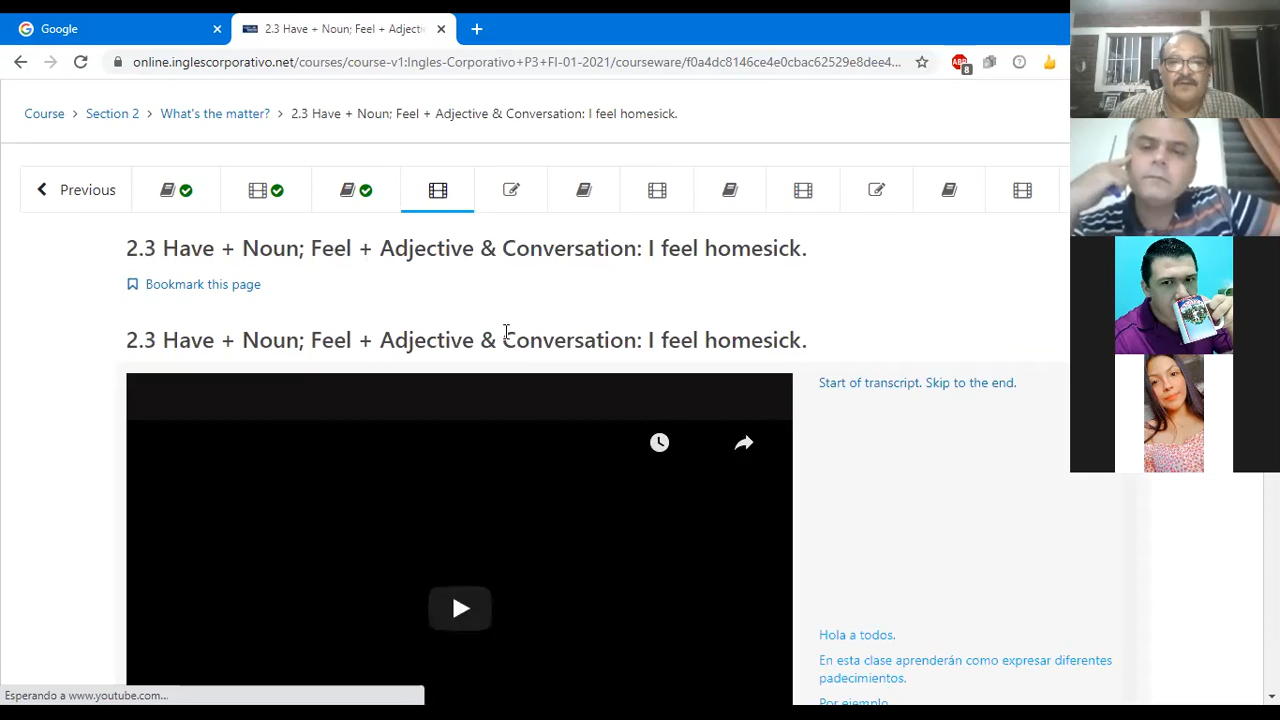 Google
2.3 Have + Noun; Feel + Adjecti
online.inglescorporativo.net/courses/course-v1:Ingles-Corporativo+P3+FI-01-2021/courseware/f0a4dc8146ce4e0cbac62529e8dee4...
ABP
8
Course > Section 2 > What's the matter? > 2.3 Have + Noun; Feel + Adjective & Conversation: I feel homesick.
Previous
2.3 Have + Noun; Feel + Adjective & Conversation: I feel homesick.
Bookmark this page
2.3 Have + Noun; Feel + Adjective & Conversation: I feel homesick.
Start of transcript. Skip to the end.
Hola a todos.
En esta clase aprenderán como expresar diferentes
padecimientos.
Por ejemplo
Esperando a www.youtube.com...